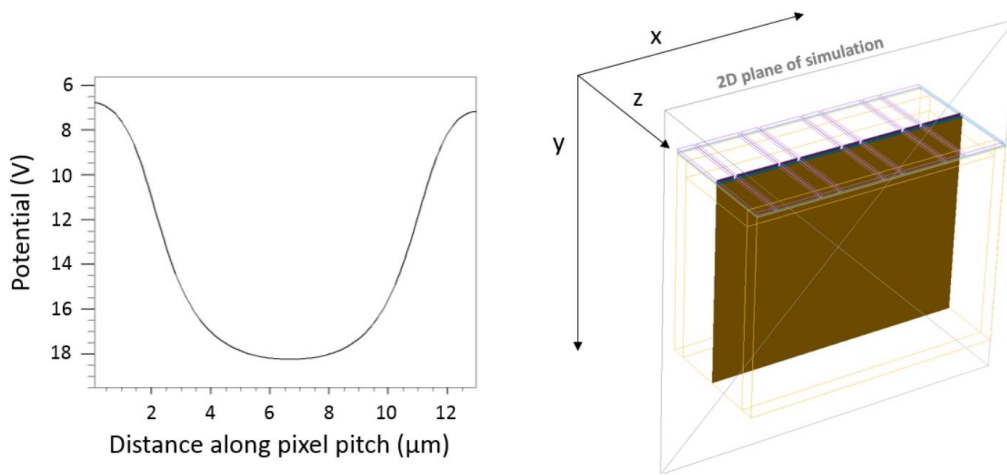 6
8
10
12
14
16
18
Potential (V)
2
4
6
8
10
12
Distance along pixel pitch (μm)
x
2D plane of simulation
z
y